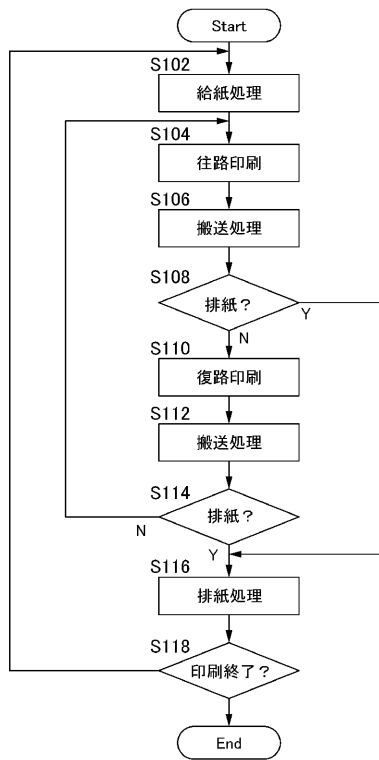 Start
S102
給紙処理
S104
往路印刷
S106
搬送処理
S108
排紙？
Y
N
S110
復路印刷
S112
搬送処理
S114
排紙？
N
Y
S116
排紙処理
S118
印刷終了？
End